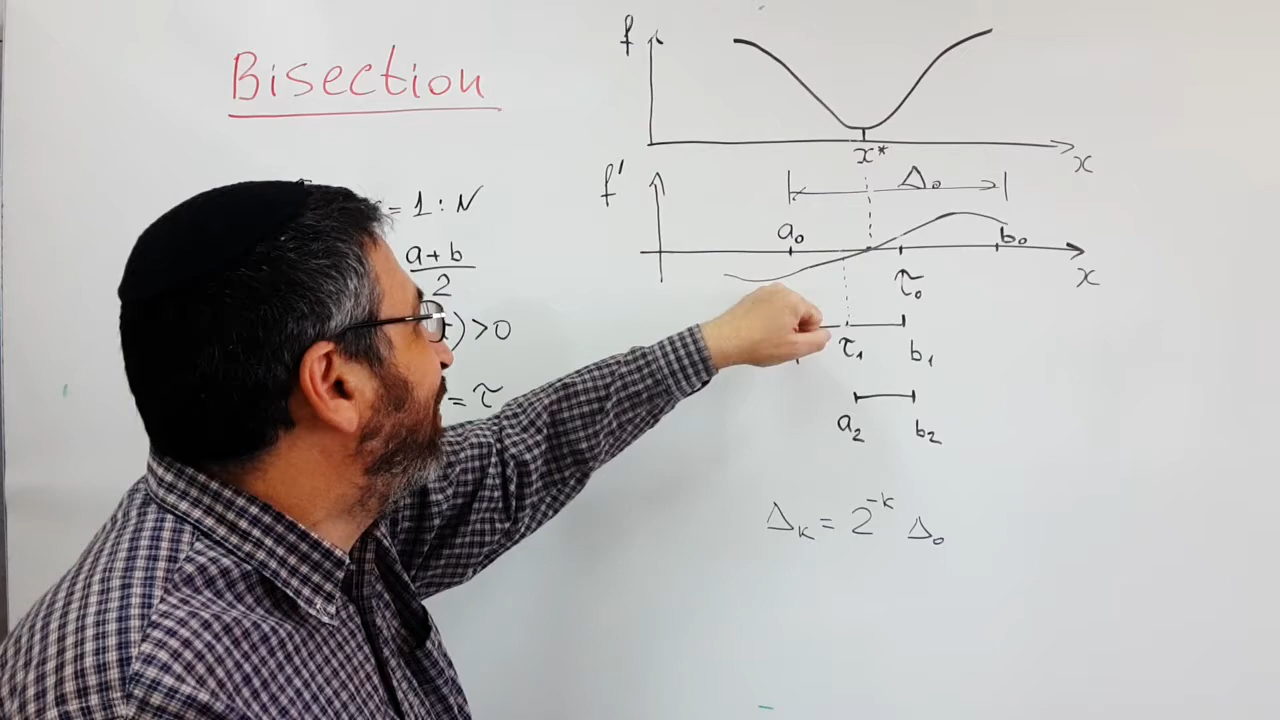 Bisection
= 1 : N
a + b
2
) > 0
= τ
f
x*
x
f'
Δ₀
a₀
b₀
τ₀
x
τ₁
b₁
a₂
b₂
Δₖ = 2⁻ᵏ Δ₀